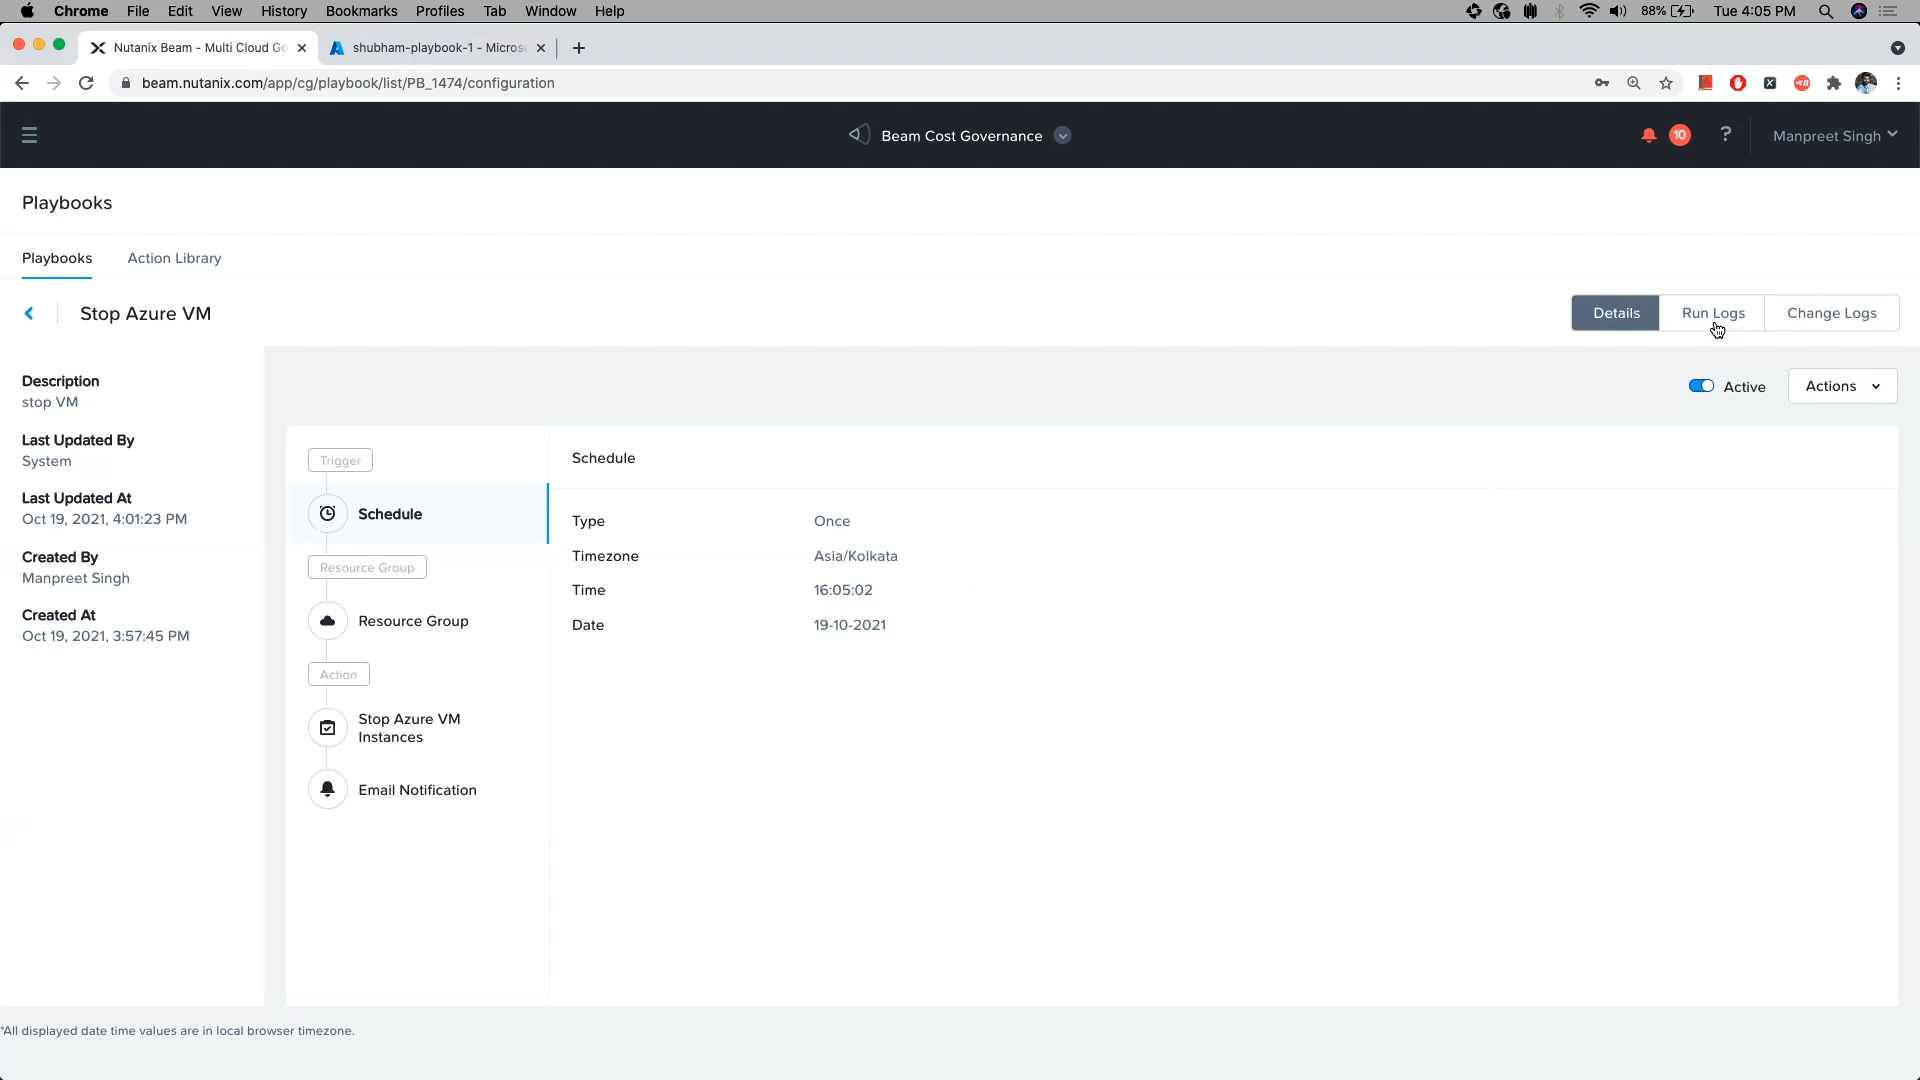 Chrome File Edit View History Bookmarks Profiles Tab Window Help 88% Tue 4:05 PM
Nutanix Beam - Multi Cloud Go shubham-playbook-1 - Micros
beam.nutanix.com/app/cg/playbook/list/PB_1474/configuration
Beam Cost Governance 10 ? Manpreet Singh
Playbooks
Playbooks Action Library
Stop Azure VM Details Run Logs Change Logs
Active Actions
Description
stop VM
Last Updated By
System
Last Updated At
Oct 19, 2021, 4:01:23 PM
Created By
Manpreet Singh
Created At
Oct 19, 2021, 3:57:45 PM
Trigger
Schedule
Resource Group
Resource Group
Action
Stop Azure VM
Instances
Email Notification
Schedule
Type Once
Timezone Asia/Kolkata
Time 16:05:02
Date 19-10-2021
*All displayed date time values are in local browser timezone.